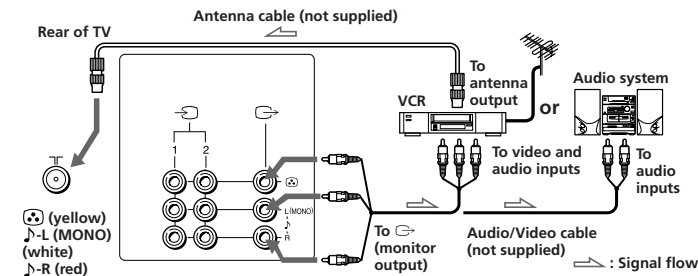 Antenna cable (not supplied)
Rear of TV
To
antenna
output
VCR
or
Audio system
1 2
To video and
audio inputs
To
audio
inputs
L(MONO)
R
(yellow)
♪-L (MONO)
(white)
♪-R (red)
To
(monitor
output)
Audio/Video cable
(not supplied)
: Signal flow